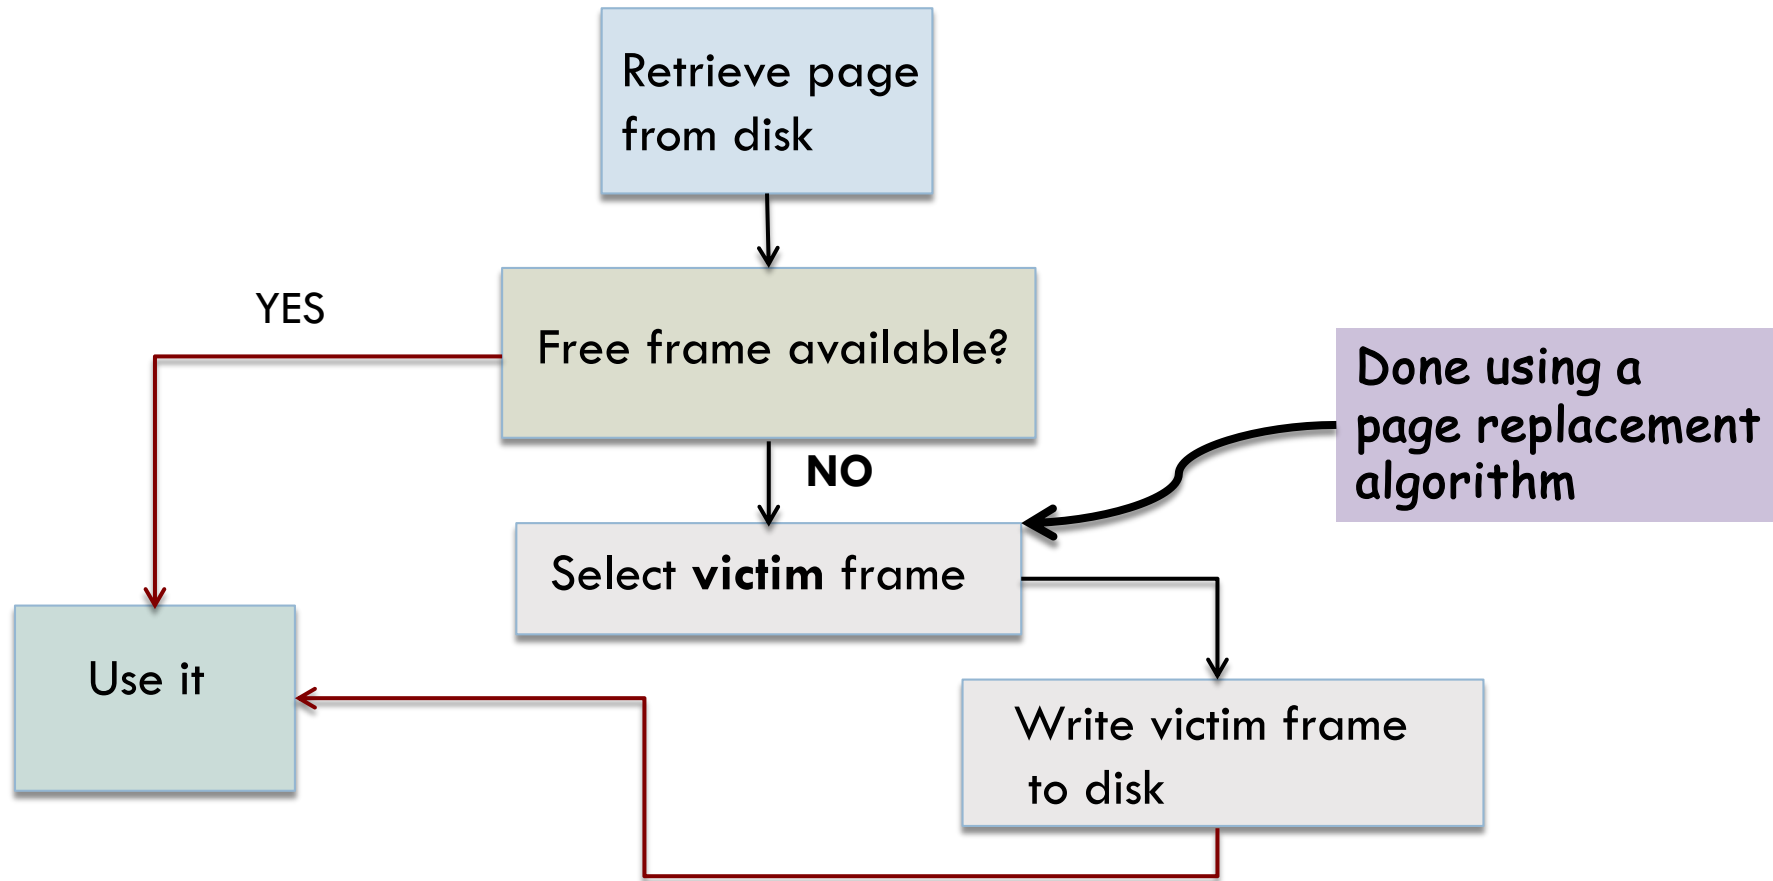 Retrieve page
from disk
YES
Free frame available?
NO
Done using a
page replacement
algorithm
Select victim frame
Use it
Write victim frame
to disk